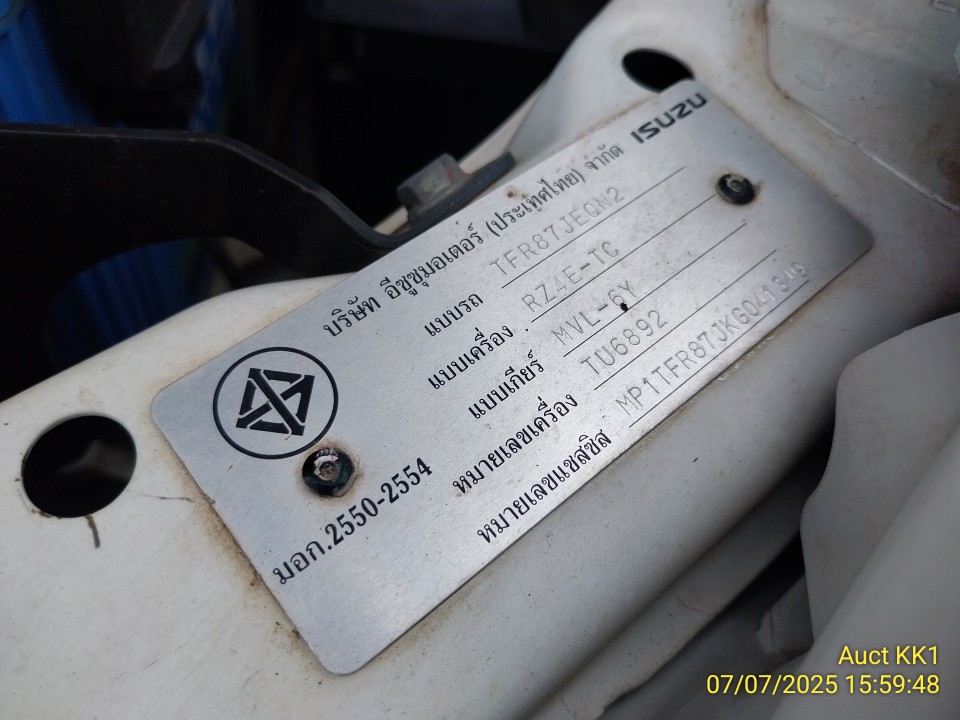 บริษัท อีซูซุมอเตอร์ (ประเทศไทย) จำกัด ISUZU
แบบรถ TFR87JEQN2
แบบเครื่อง RZ4E-TC
แบบเกียร์ MVL-6Y
หมายเลขเครื่อง TU6892
หมายเลขแชสซิส MP1TFR87JKG041949
มอก.2550-2554
Auct KK1
07/07/2025 15:59:48